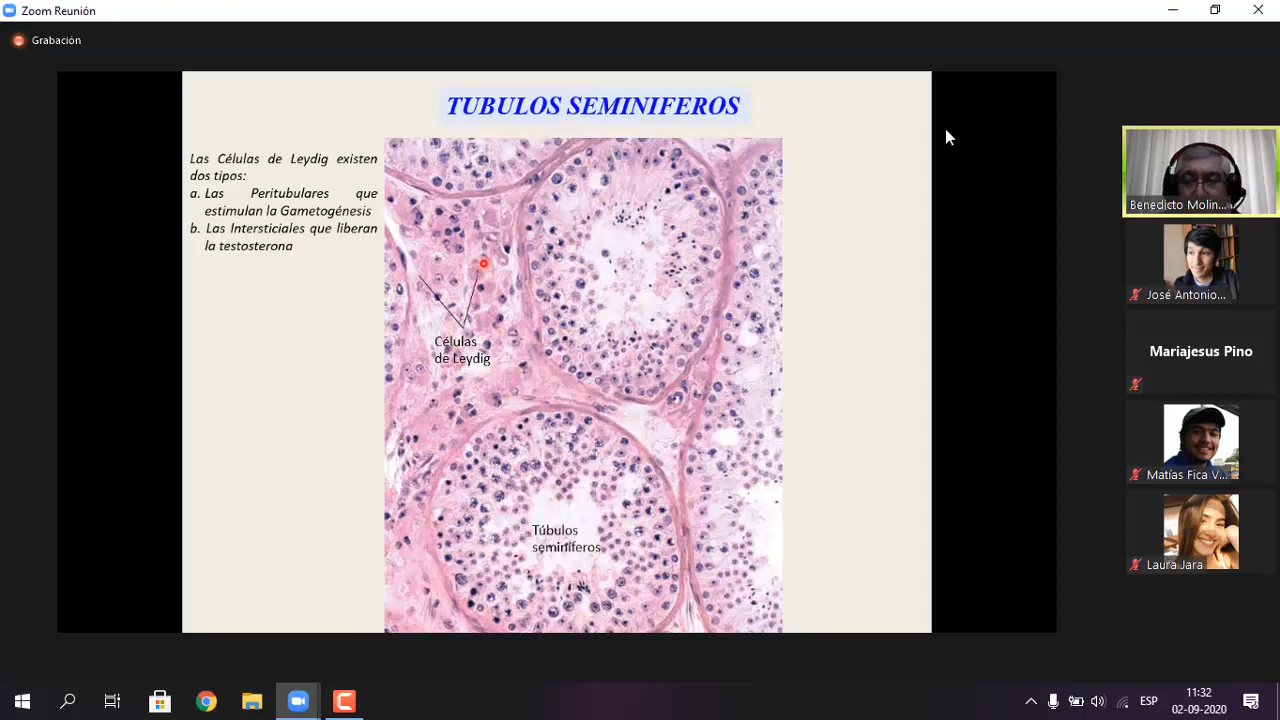 Zoom Reunión
Grabación
TUBULOS SEMINIFEROS
Las Células de Leydig existen
dos tipos:
a. Las Peritubulares que
estimulan la Gametogénesis
b. Las Intersticiales que liberan
la testosterona
Células
de Leydig
Túbulos
seminíferos
Benedicto Molin...
José Antonio...
Mariajesus Pino
Matías Fica V...
Laura Jara
ESP
11:32
02-09-2020